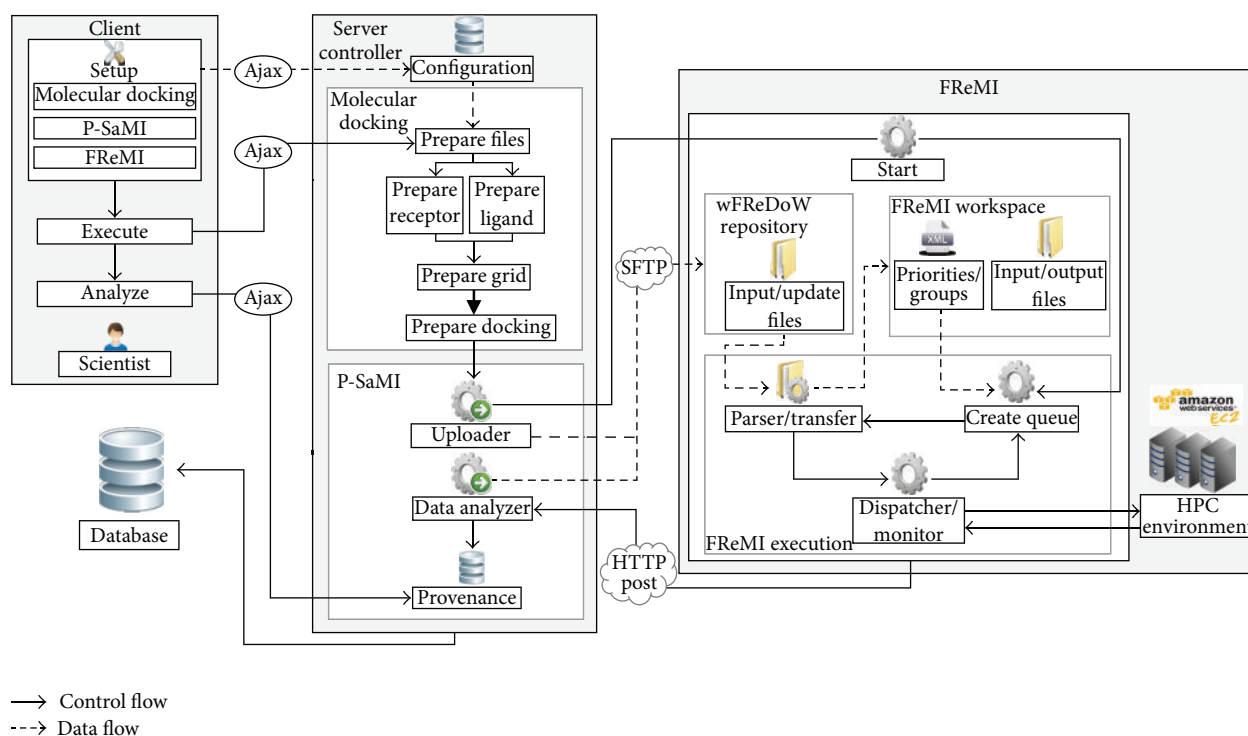 Client
Setup
Molecular docking
P-SaMI
FReMI
Execute
Analyze
Scientist
Database
Ajax
Ajax
Ajax
Server
controller
Configuration
Molecular
docking
Prepare files
Prepare
receptor
Prepare
ligand
Prepare grid
Prepare docking
P-SaMI
Uploader
Data analyzer
Provenance
SFTP
HTTP
post
FReMI
Start
wFReDoW
repository
Input/update
files
FReMI workspace
XML
Priorities/
groups
Input/output
files
Parser/transfer
Create queue
Dispatcher/
monitor
FReMI execution
amazon
webservices™
EC2
HPC
environment
Control flow
Data flow